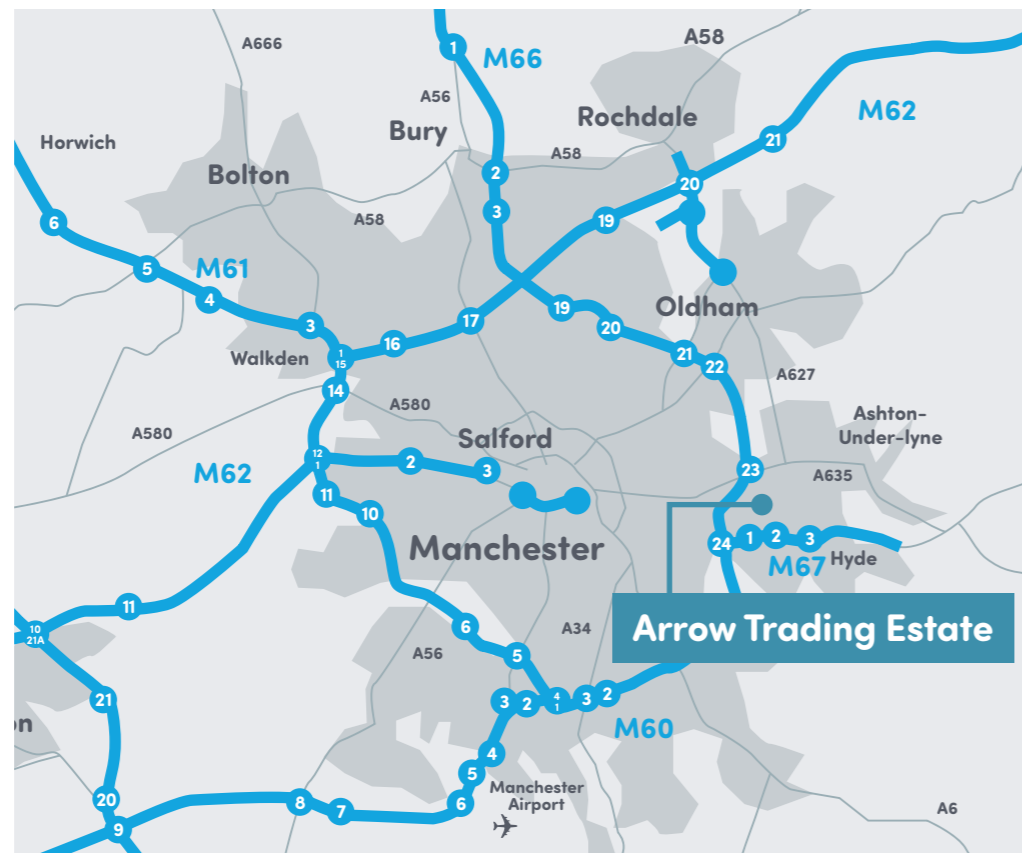 A666
A58
1
M66
A56
Rochdale
M62
Bury
21
Horwich
A58
Bolton
2
20
3
A58
19
6
5
M61
4
Oldham
19
17
3
20
16
1
15
Walkden
21
22
14
A627
A580
Ashton-
Under-lyne
A580
Salford
12
1
2
3
23
A635
M62
11
10
Manchester
24
1
2
3
Hyde
M67
11
6
A34
Arrow Trading Estate
10
21A
A56
5
21
3
2
4
1
3
2
on
M60
4
5
Manchester
Airport
20
8
7
6
A6
9